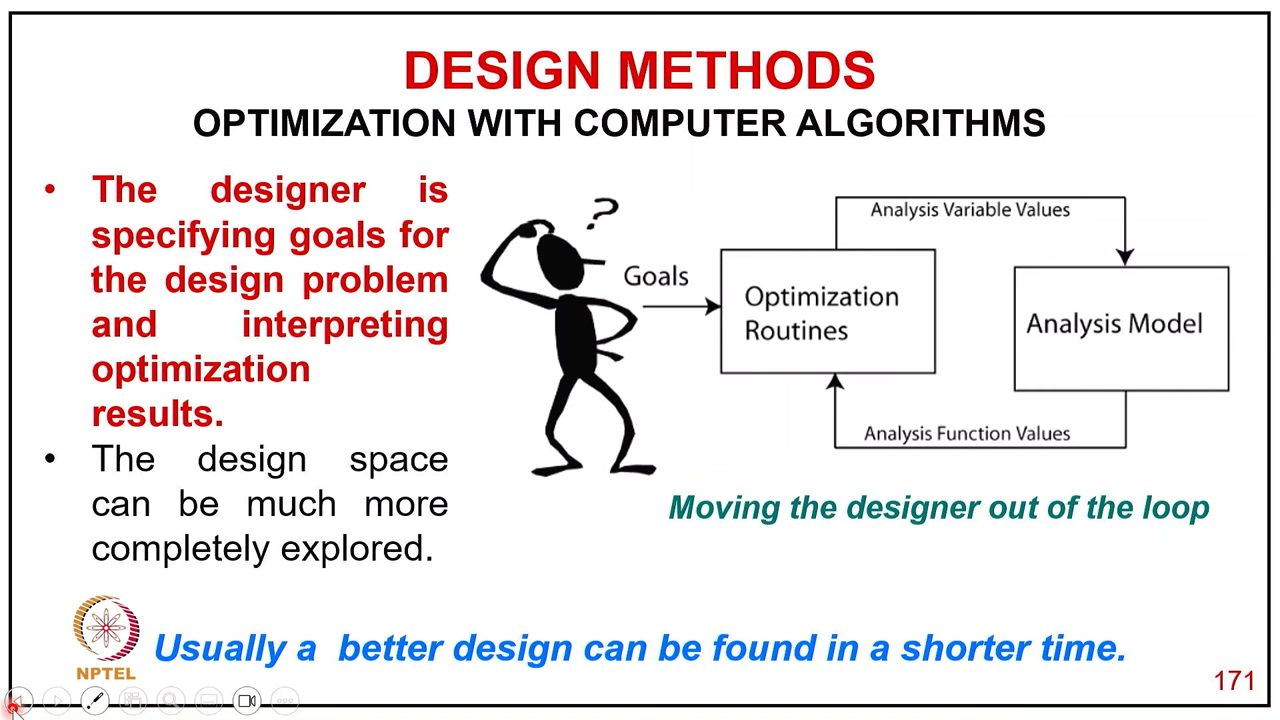 DESIGN METHODS
OPTIMIZATION WITH COMPUTER ALGORITHMS
• The designer is
specifying goals for
the design problem
and interpreting
optimization
results.
• The design space
can be much more
completely explored.
?
Goals
Optimization
Routines
Analysis Variable Values
Analysis Model
Analysis Function Values
Moving the designer out of the loop
Usually a better design can be found in a shorter time.
NPTEL
171